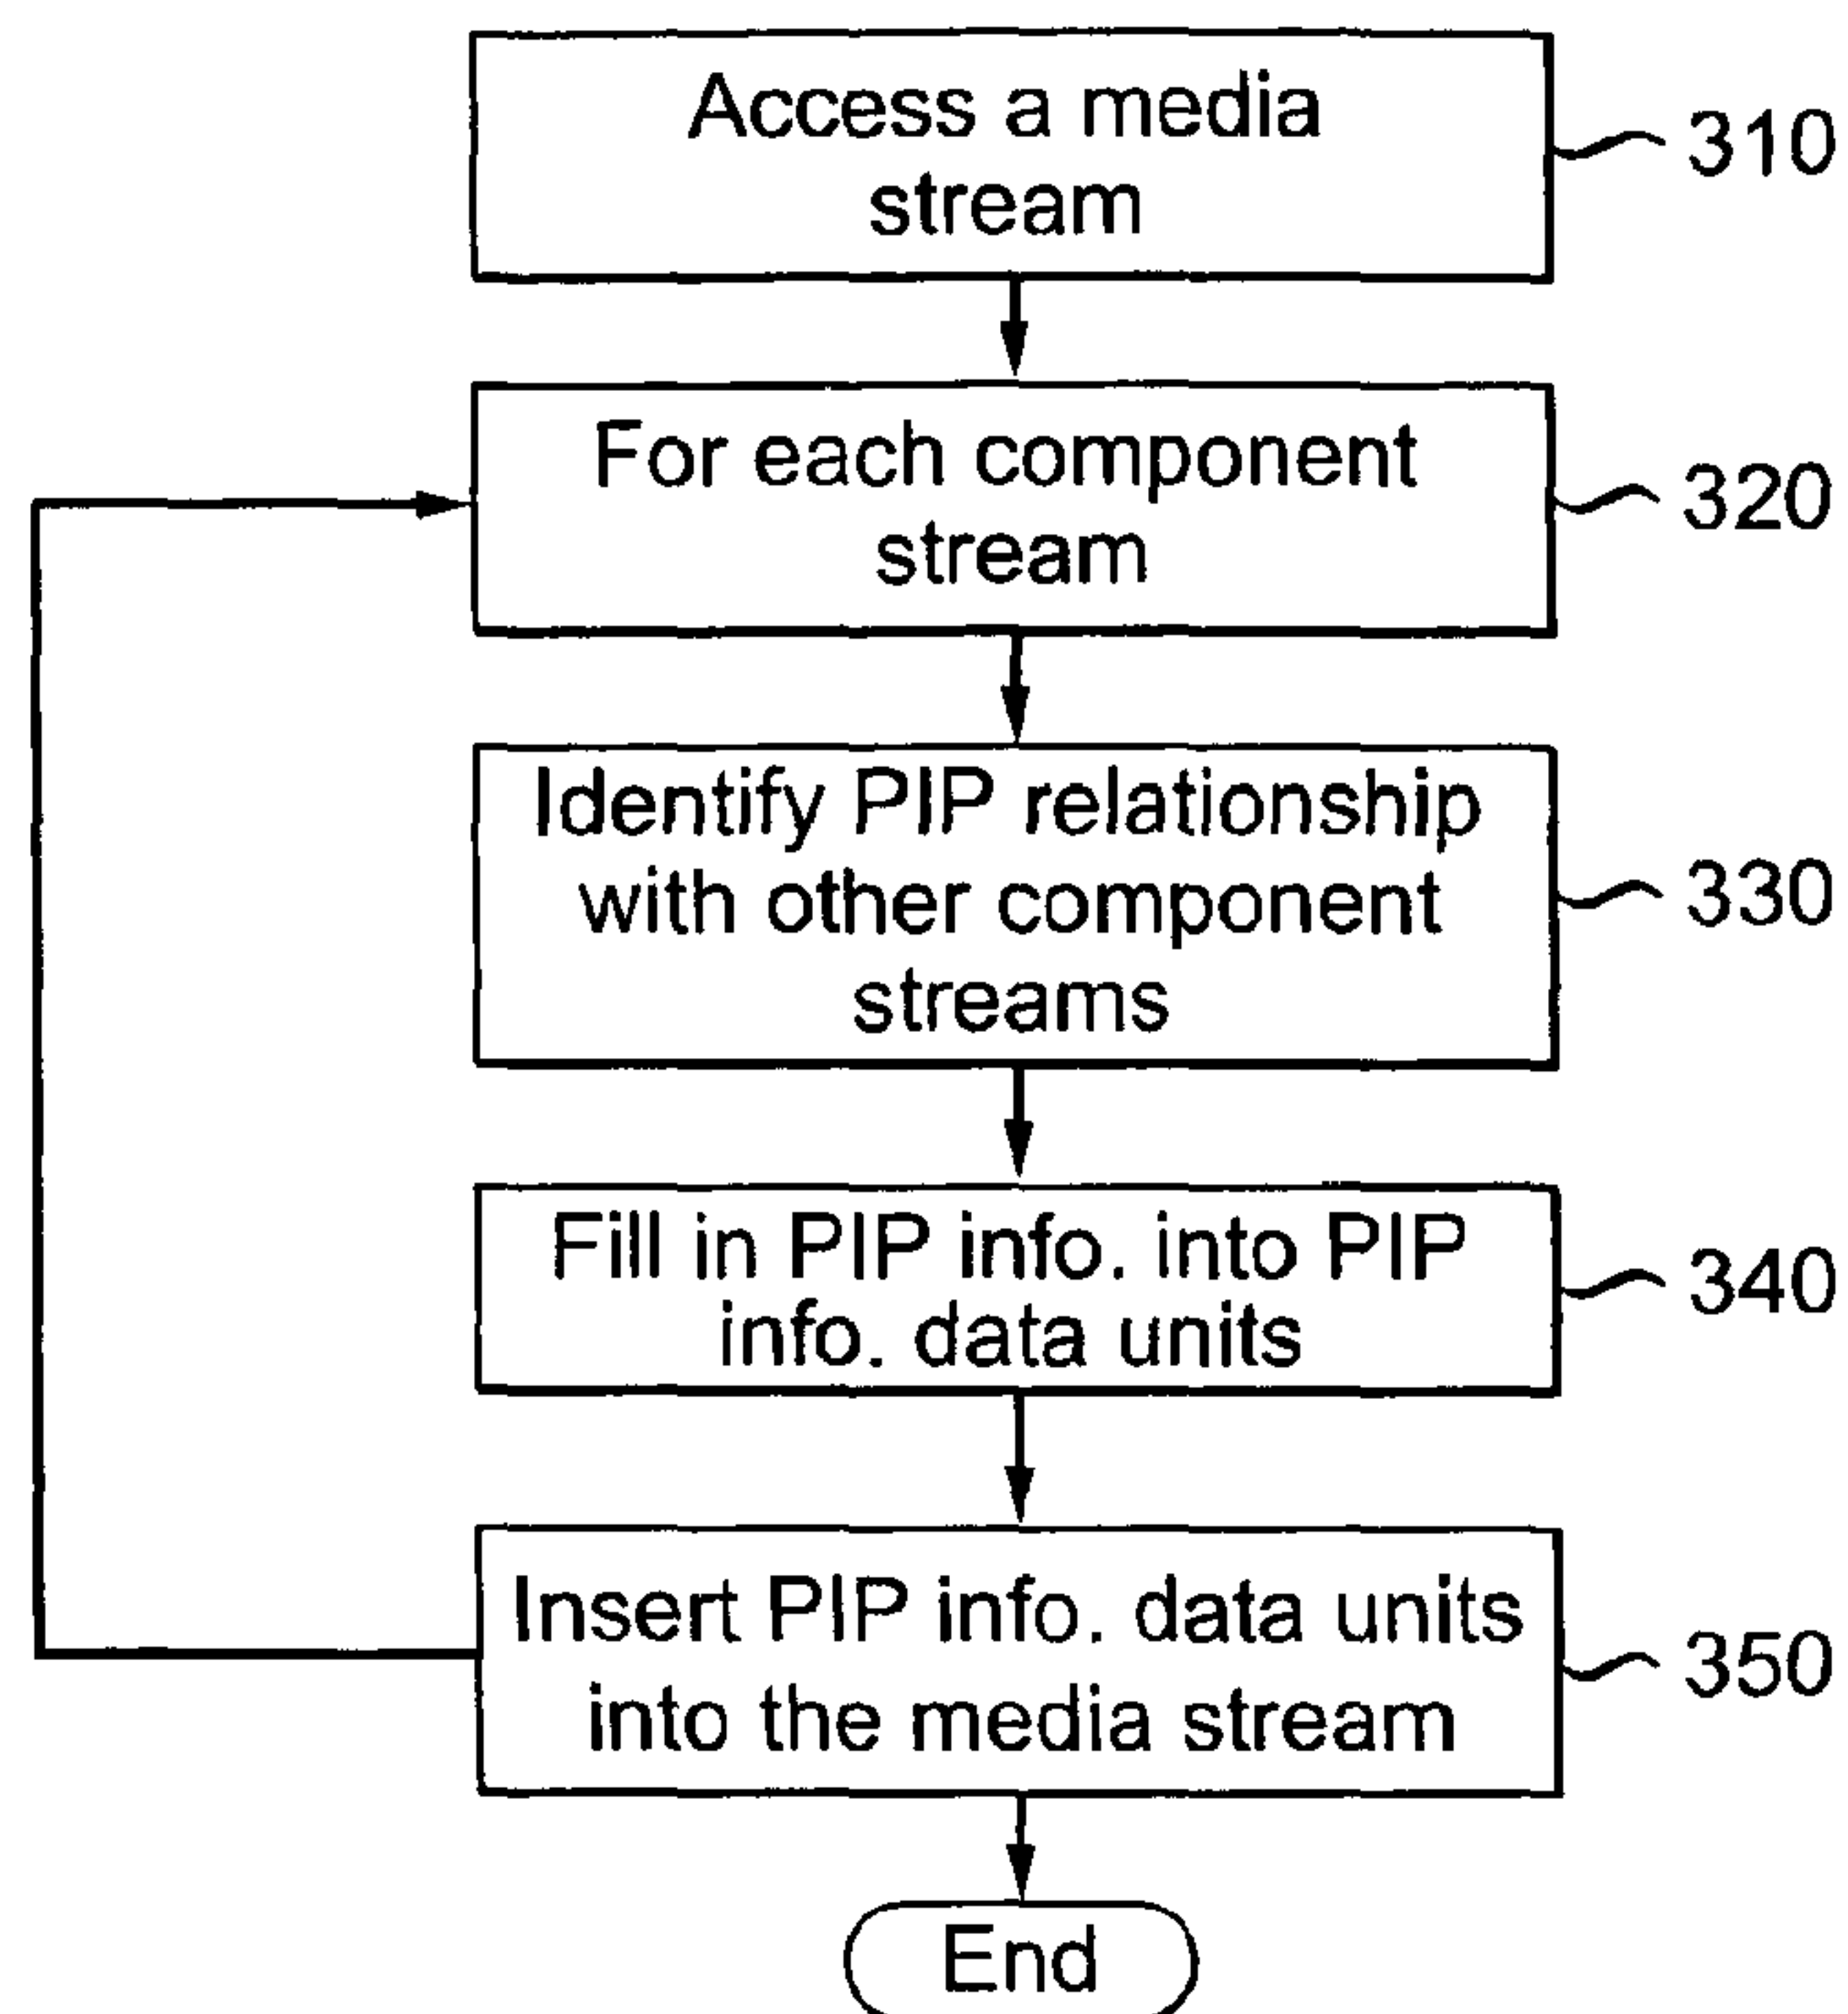 Access a media
stream
310
For each component
stream
320
Identify PIP relationship
with other component
streams
330
Fill in PIP info. into PIP
info. data units
340
Insert PIP info. data units
into the media stream
350
End